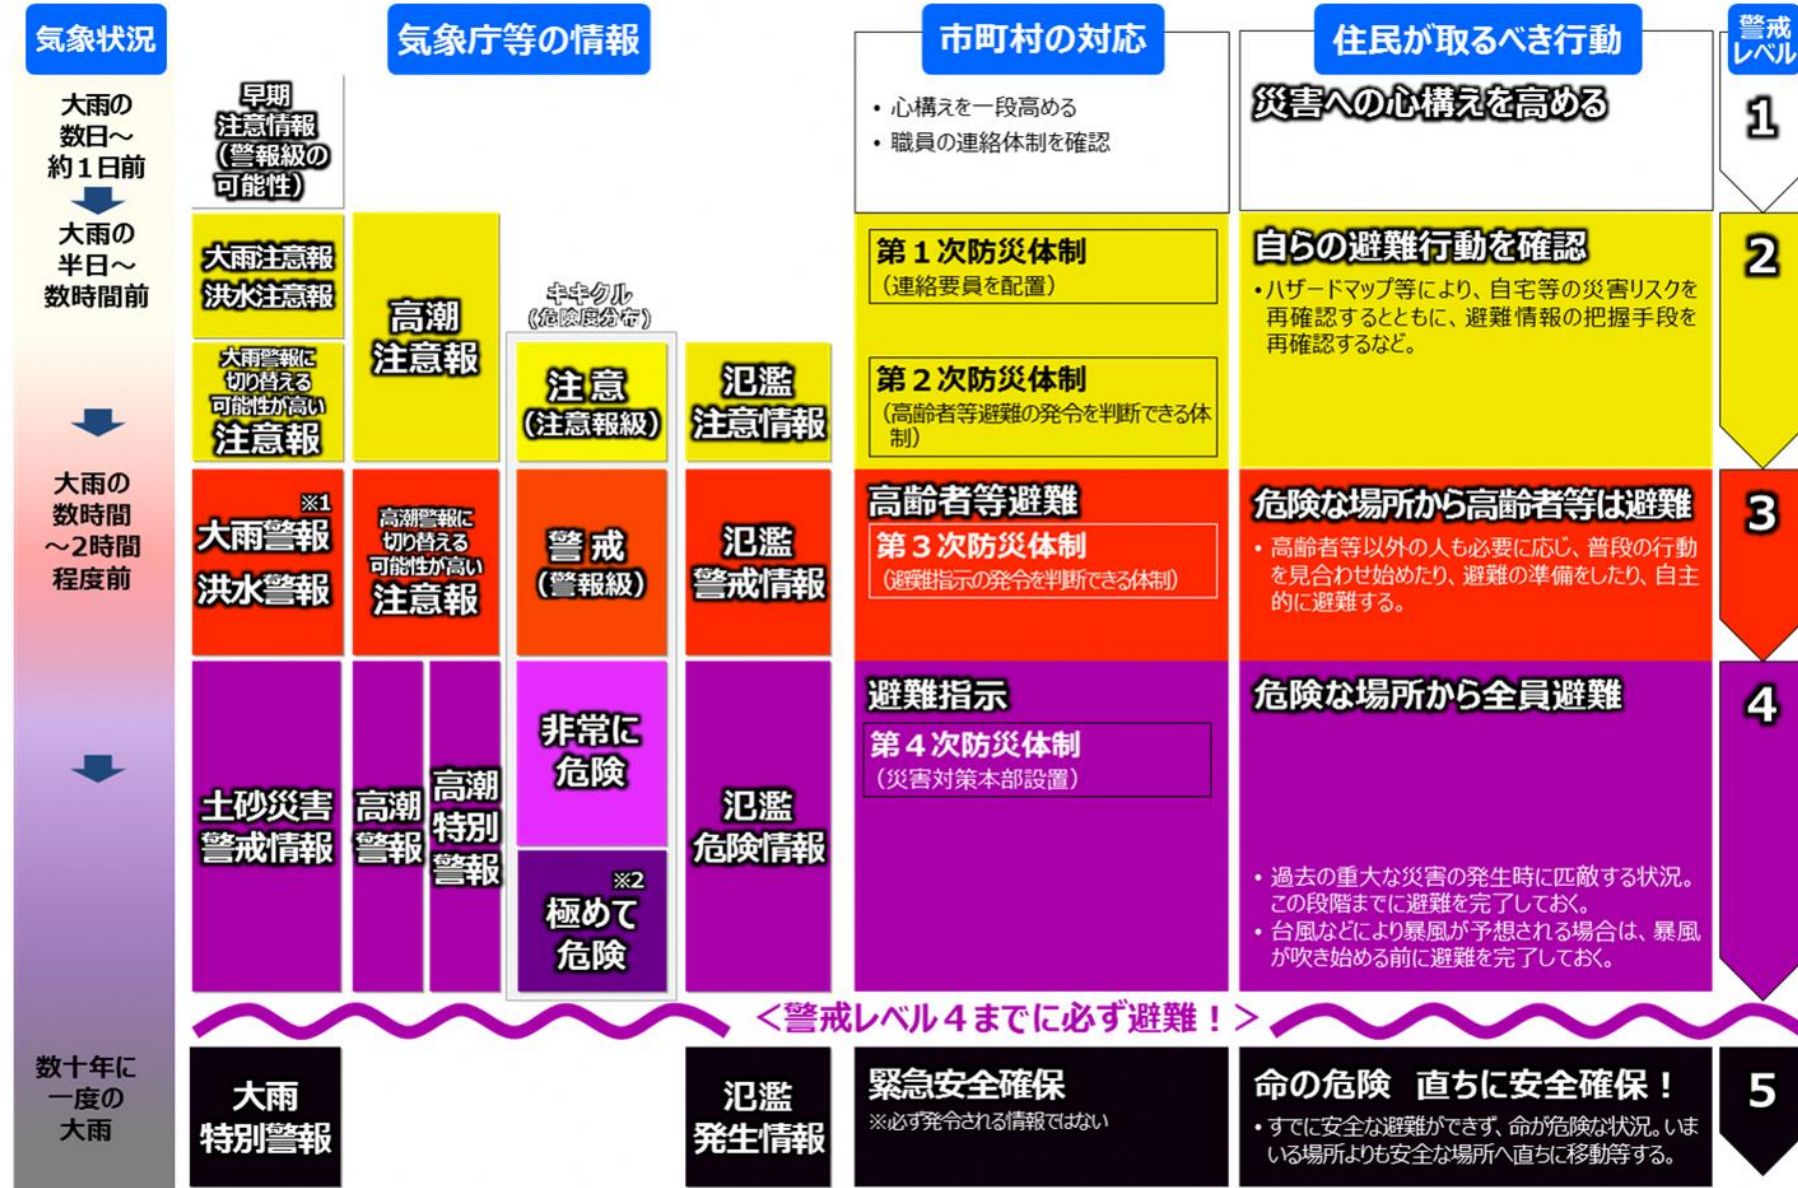 気象状況
気象庁等の情報
市町村の対応
住民が取るべき行動
警戒
レベル
大雨の
数日～
約１日前
早期
注意情報
（警報級の
可能性）
・心構えを一段高める
・職員の連絡体制を確認
災害への心構えを高める
1
大雨の
半日～
数時間前
大雨注意報
洪水注意報
大雨警報に
切り替える
可能性が高い
注意報
高潮
注意報
キキクル
（危険度分布）
注意
（注意報級）
氾濫
注意情報
第１次防災体制
（連絡要員を配置）
第２次防災体制
（高齢者等避難の発令を判断できる体
制）
自らの避難行動を確認
・ハザードマップ等により、自宅等の災害リスクを
再確認するとともに、避難情報の把握手段を
再確認するなど。
2
大雨の
数時間
～2時間
程度前
※1
大雨警報
洪水警報
高潮警報に
切り替える
可能性が高い
注意報
警戒
（警報級）
氾濫
警戒情報
高齢者等避難
第３次防災体制
（避難指示の発令を判断できる体制）
危険な場所から高齢者等は避難
・高齢者等以外の人も必要に応じ、普段の行動
を見合わせ始めたり、避難の準備をしたり、自主
的に避難する。
3
土砂災害
警戒情報
高潮
警報
高潮
特別
警報
非常に
危険
※2
極めて
危険
氾濫
危険情報
避難指示
第４次防災体制
（災害対策本部設置）
危険な場所から全員避難
・過去の重大な災害の発生時に匹敵する状況。
この段階までに避難を完了しておく。
・台風などにより暴風が予想される場合は、暴風
が吹き始める前に避難を完了しておく。
4
＜警戒レベル４までに必ず避難！＞
数十年に
一度の
大雨
大雨
特別警報
氾濫
発生情報
緊急安全確保
※必ず発令される情報ではない
命の危険　直ちに安全確保！
・すでに安全な避難ができず、命が危険な状況。いま
いる場所よりも安全な場所へ直ちに移動等する。
5